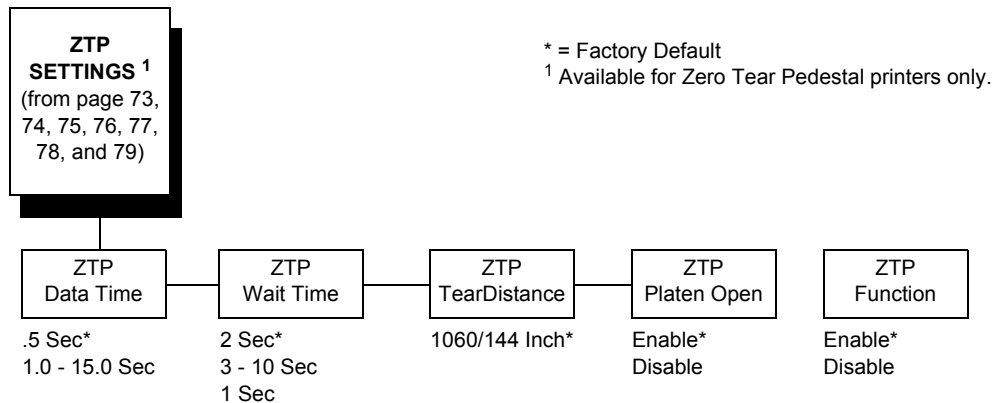 ZTP
SETTINGS 1
(from page 73,
74, 75, 76, 77,
78, and 79)
* = Factory Default
1 Available for Zero Tear Pedestal printers only.
ZTP
Data Time
.5 Sec*
1.0 - 15.0 Sec
ZTP
Wait Time
2 Sec*
3 - 10 Sec
1 Sec
ZTP
TearDistance
1060/144 Inch*
ZTP
Platen Open
Enable*
Disable
ZTP
Function
Enable*
Disable